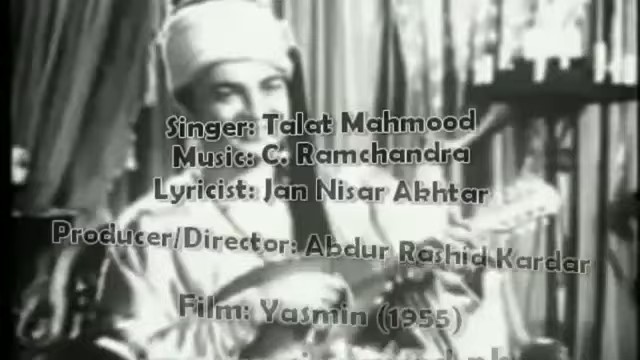 Singer: Talat Mahmood
Music: C. Ramchandra
Lyricist: Jan Nisar Akhtar
Producer/Director: Abdur Rashid Kardar
Film: Yasmin (1955)